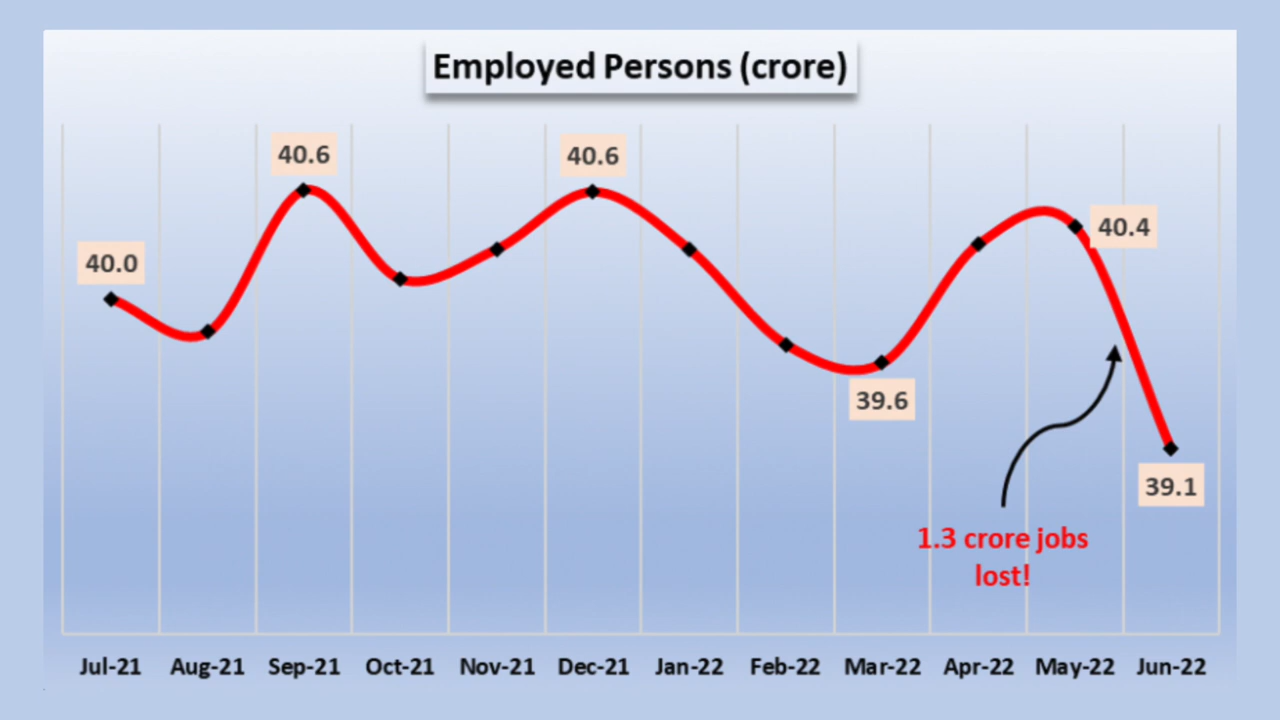 Employed Persons (crore)
40.6
40.6
40.4
40.0
39.6
39.1
1.3 crore jobs
lost!
Jul-21 Aug-21 Sep-21 Oct-21 Nov-21 Dec-21 Jan-22 Feb-22 Mar-22 Apr-22 May-22 Jun-22